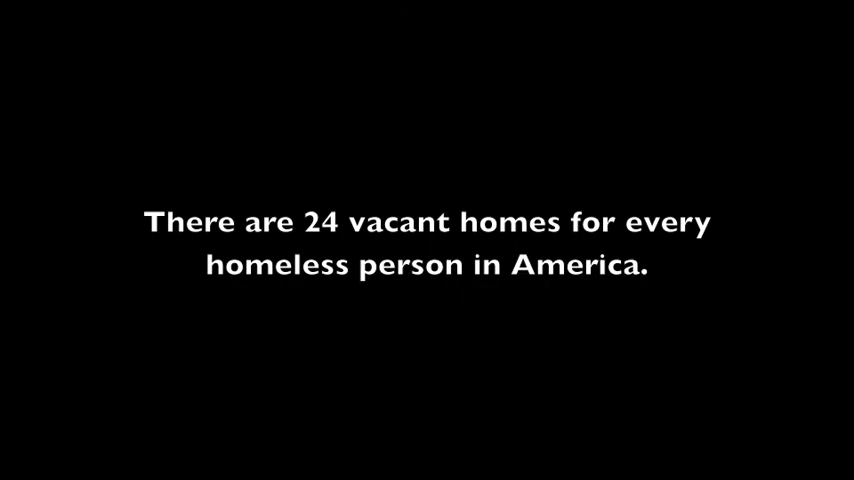 There are 24 vacant homes for every
homeless person in America.